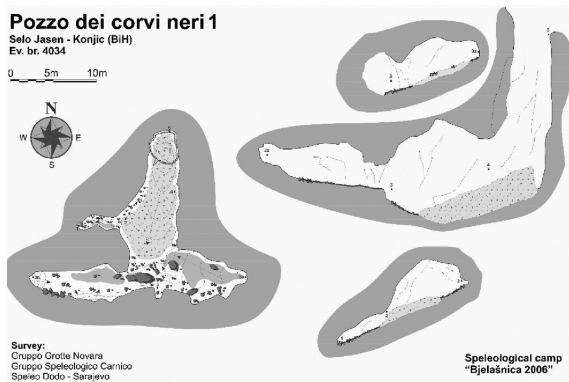 Pozzo dei corvi neri 1
Selo Jasen - Konjic (BiH)
Ev. br. 4034
0 5m 10m
N
W E
S
Survey:
Gruppo Grotte Novara
Gruppo Speleologico Carnico
Speleo Dodo - Sarajevo
Speleological camp
“Bjelašnica 2006”